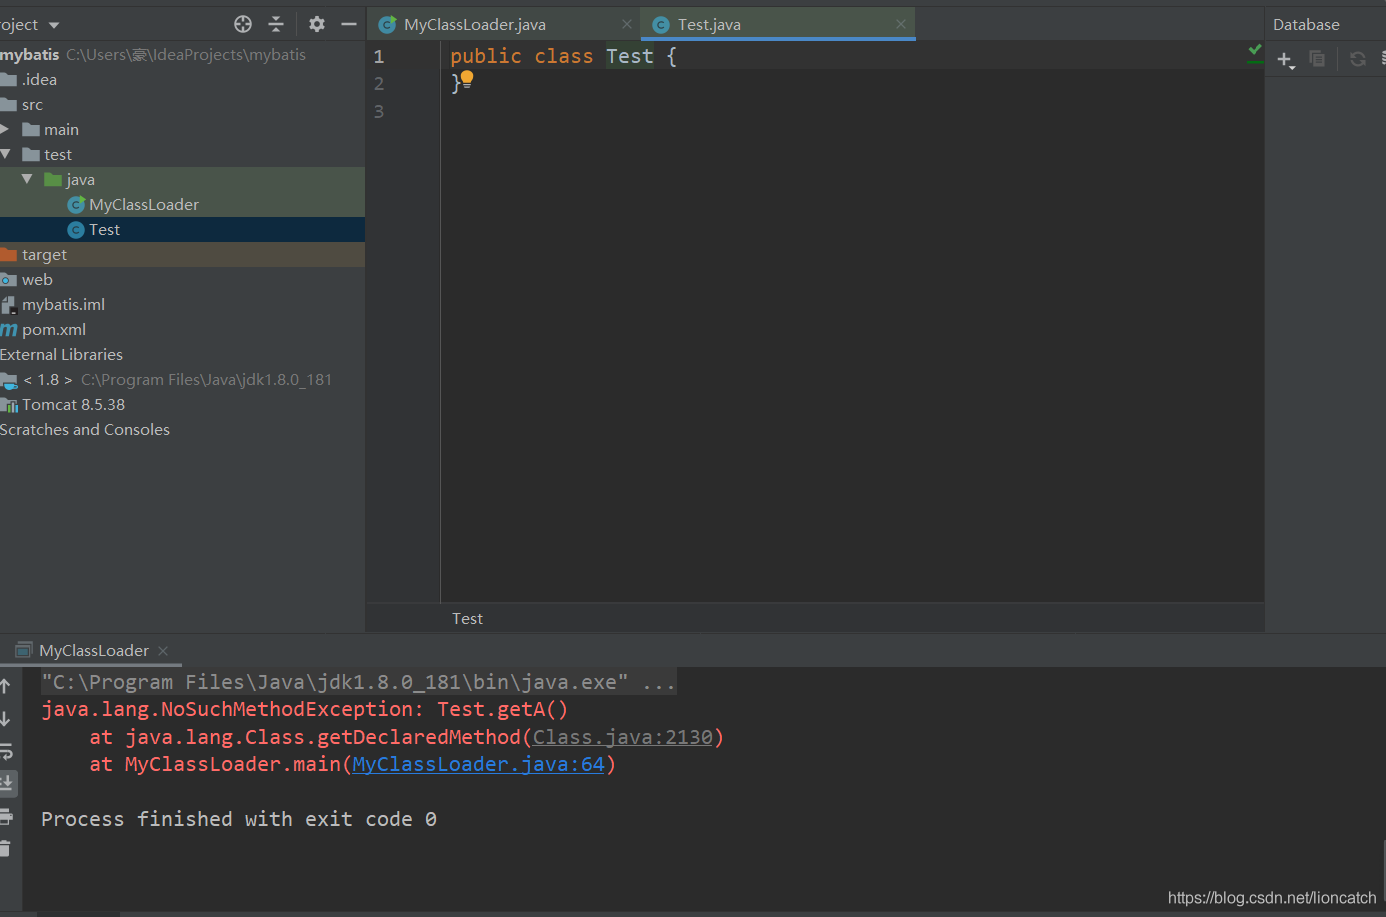 oject
mybatis C:\Users\豪\IdeaProjects\mybatis
.idea
src
main
test
java
MyClassLoader
Test
target
web
mybatis.iml
pom.xml
External Libraries
< 1.8 > C:\Program Files\Java\jdk1.8.0_181
Tomcat 8.5.38
Scratches and Consoles
MyClassLoader.java
Test.java
1 public class Test {
2 }
3
Test
Database
MyClassLoader
"C:\Program Files\Java\jdk1.8.0_181\bin\java.exe" ...
java.lang.NoSuchMethodException: Test.getA()
at java.lang.Class.getDeclaredMethod(Class.java:2130)
at MyClassLoader.main(MyClassLoader.java:64)
Process finished with exit code 0
https://blog.csdn.net/lioncatch